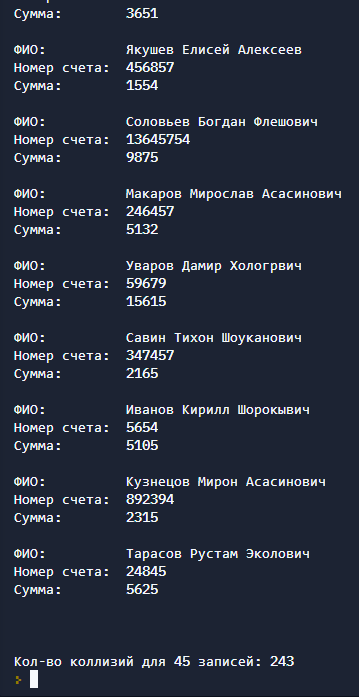 Сумма: 3651
ФИО: Якушев Елисей Алексеев
Номер счета: 456857
Сумма: 1554
ФИО: Соловьев Богдан Флешович
Номер счета: 13645754
Сумма: 9875
ФИО: Макаров Мирослав Асасинович
Номер счета: 246457
Сумма: 5132
ФИО: Уваров Дамир Хологрвич
Номер счета: 59679
Сумма: 15615
ФИО: Савин Тихон Шоуканович
Номер счета: 347457
Сумма: 2165
ФИО: Иванов Кирилл Шорокывич
Номер счета: 5654
Сумма: 5105
ФИО: Кузнецов Мирон Асасинович
Номер счета: 892394
Сумма: 2315
ФИО: Тарасов Рустам Эколович
Номер счета: 24845
Сумма: 5625
Кол-во коллизий для 45 записей: 243
>